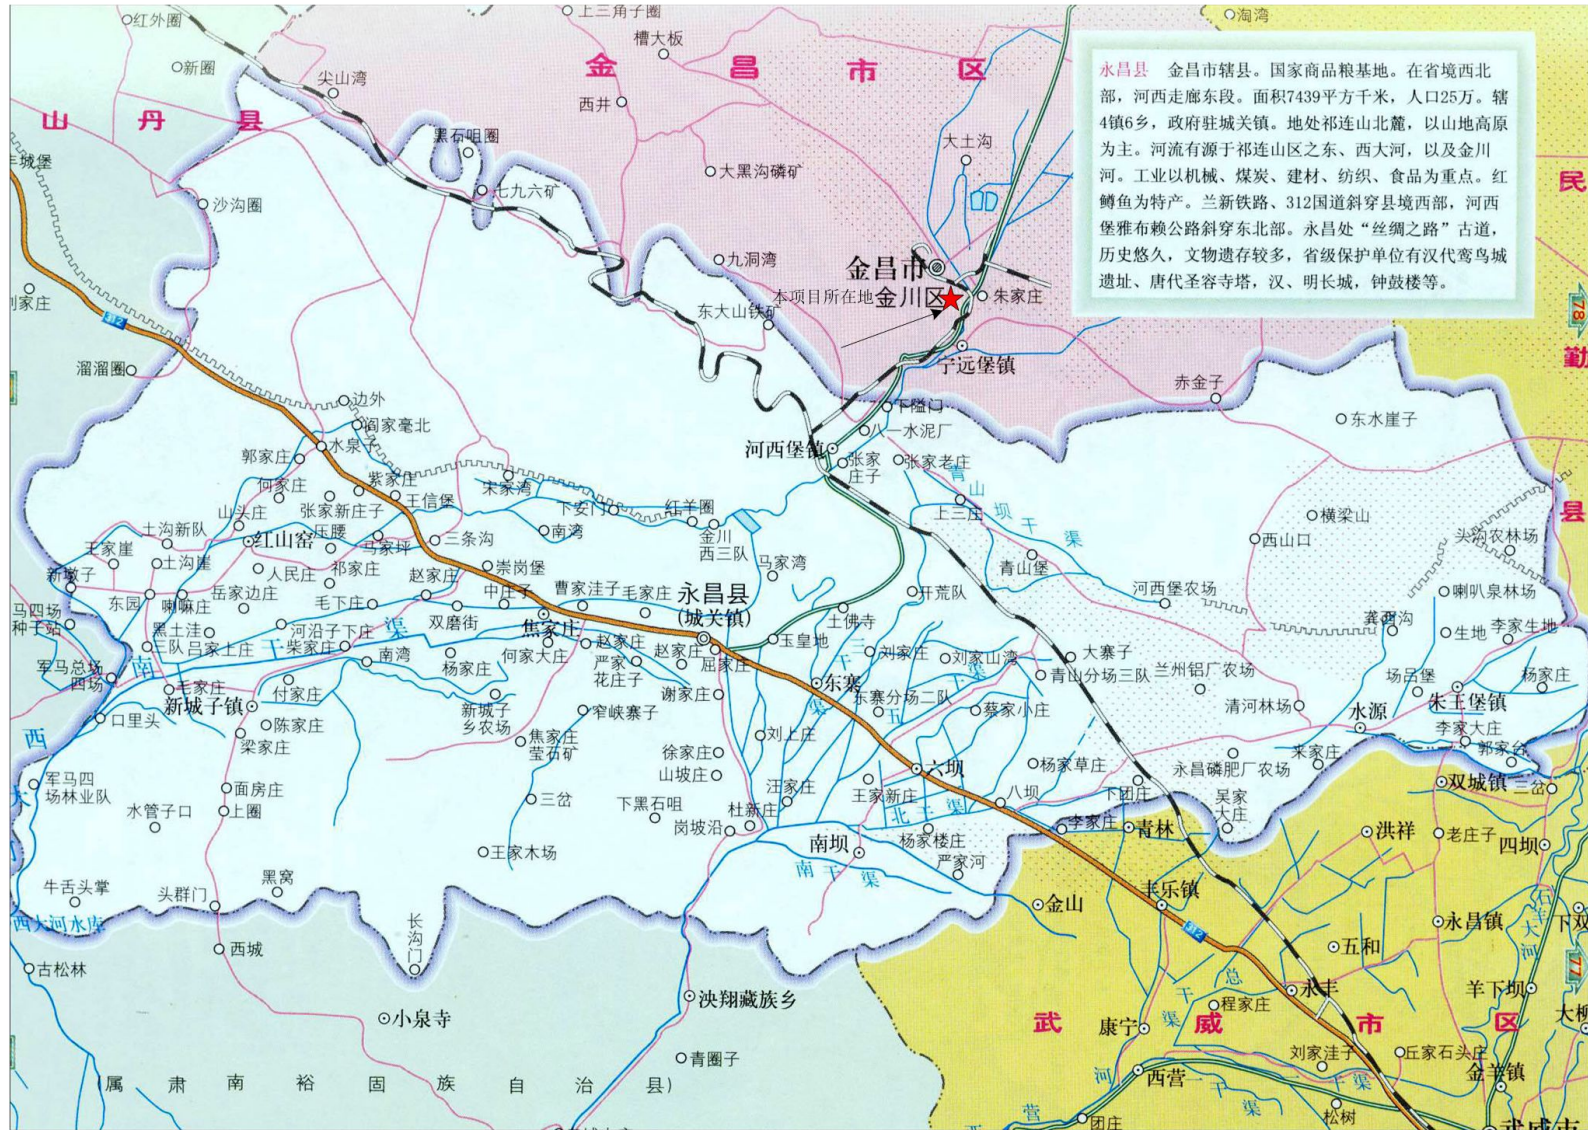 红外圈
上三角子圈
淘湾
槽大板
新圈
尖山湾
金昌市区
西井
山丹县
黑石咀圈
大土沟
大黑沟磷矿
七九六矿
沙沟圈
民
永昌县 金昌市辖县。国家商品粮基地。在省境西北
部，河西走廊东段。面积7439平方千米，人口25万。辖
4镇6乡，政府驻城关镇。地处祁连山北麓，以山地高原
为主。河流有源于祁连山区之东、西大河，以及金川
河。工业以机械、煤炭、建材、纺织、食品为重点。红
鳟鱼为特产。兰新铁路、312国道斜穿县境西部，河西
堡雅布赖公路斜穿东北部。永昌处“丝绸之路”古道，
历史悠久，文物遗存较多，省级保护单位有汉代鸾鸟城
遗址、唐代圣容寺塔，汉、明长城，钟鼓楼等。
九洞湾
金昌市
本项目所在地
金川区
朱家庄
东大山铁矿
78
312
勤
宁远堡镇
溜溜圈
赤金子
边外
下隘门
东水崖子
阎家毫北
八一水泥厂
水泉子
河西堡镇
郭家庄
张家
庄子
张家老庄
何家庄
紫家庄
宋家湾
青山坝干渠
王信堡
张家新庄子
下安门
红羊圈
上三庄
横梁山
县
山头庄
压腰
土沟新队
红山窑
马家坪
三条沟
南湾
金川
西三队
西山口
头沟农林场
王家崖
土沟崖
祁家庄
人民庄
崇岗堡
马家湾
青山堡
新墩子
岳家边庄
赵家庄
河西堡农场
喇叭泉林场
东园
喇嘛庄
毛下庄
中庄子
曹家洼子
毛家庄
永昌县
(城关镇)
开荒队
马四场
种子站
双磨街
焦家庄
土佛寺
龚西沟
生地
李家生地
黑土洼
河沿子下庄
玉皇地
三队
吕家上庄
柴家庄
南干渠
何家大庄
赵家庄
赵家庄
屈家庄
刘家庄
刘家山湾
大寨子
军马总场
四场
南湾
杨家庄
严家
花庄子
青山分场三队
兰州铝厂农场
场吕堡
杨家庄
毛家庄
付家庄
谢家庄
东寨
东寨分场二队
朱王堡镇
新城子镇
新城子
乡农场
窄峡寨子
蔡家小庄
清河林场
水源
口里头
陈家庄
李家大庄
梁家庄
焦家庄
莹石矿
刘上庄
郭家台
西
徐家庄
来家庄
山坡庄
六坝
杨家草庄
永昌磷肥厂农场
军马四
场林业队
面房庄
汪家庄
王家新庄
双城镇
三岔
下团庄
三岔
八坝
吴家
大庄
水管子口
上圈
下黑石咀
杜新庄
岗坡沿
北干渠
李家庄
青林
洪祥
老庄子
杨家楼庄
四坝
王家木场
南坝
严家河
南干渠
牛舌头掌
头群门
黑窝
丰乐镇
金山
西大河水库
长
沟
门
永昌镇
312
石羊大河
西城
五和
古松林
77
泱翔藏族乡
永丰
羊下坝
小泉寺
程家庄
总干渠
武威市区
康宁
青圈子
刘家洼子
丘家石头庄
西营
金羊镇
属肃南裕固族自治县)
松树
团庄